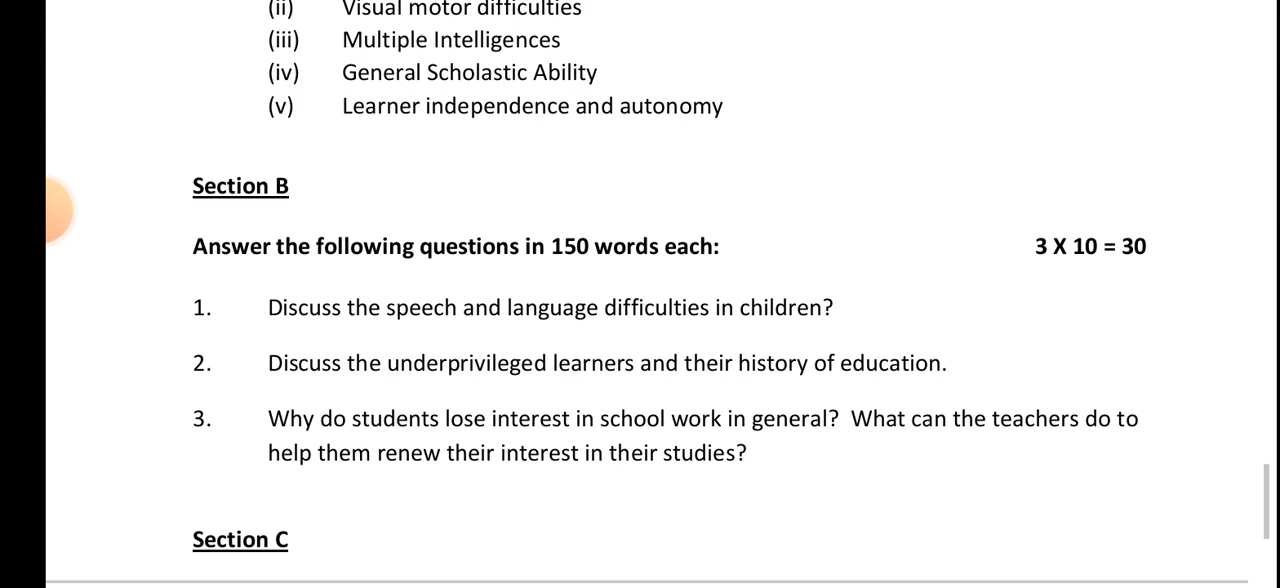 (ii) Visual motor difficulties
(iii) Multiple Intelligences
(iv) General Scholastic Ability
(v) Learner independence and autonomy
Section B
Answer the following questions in 150 words each: 3 X 10 = 30
1. Discuss the speech and language difficulties in children?
2. Discuss the underprivileged learners and their history of education.
3. Why do students lose interest in school work in general? What can the teachers do to
help them renew their interest in their studies?
Section C